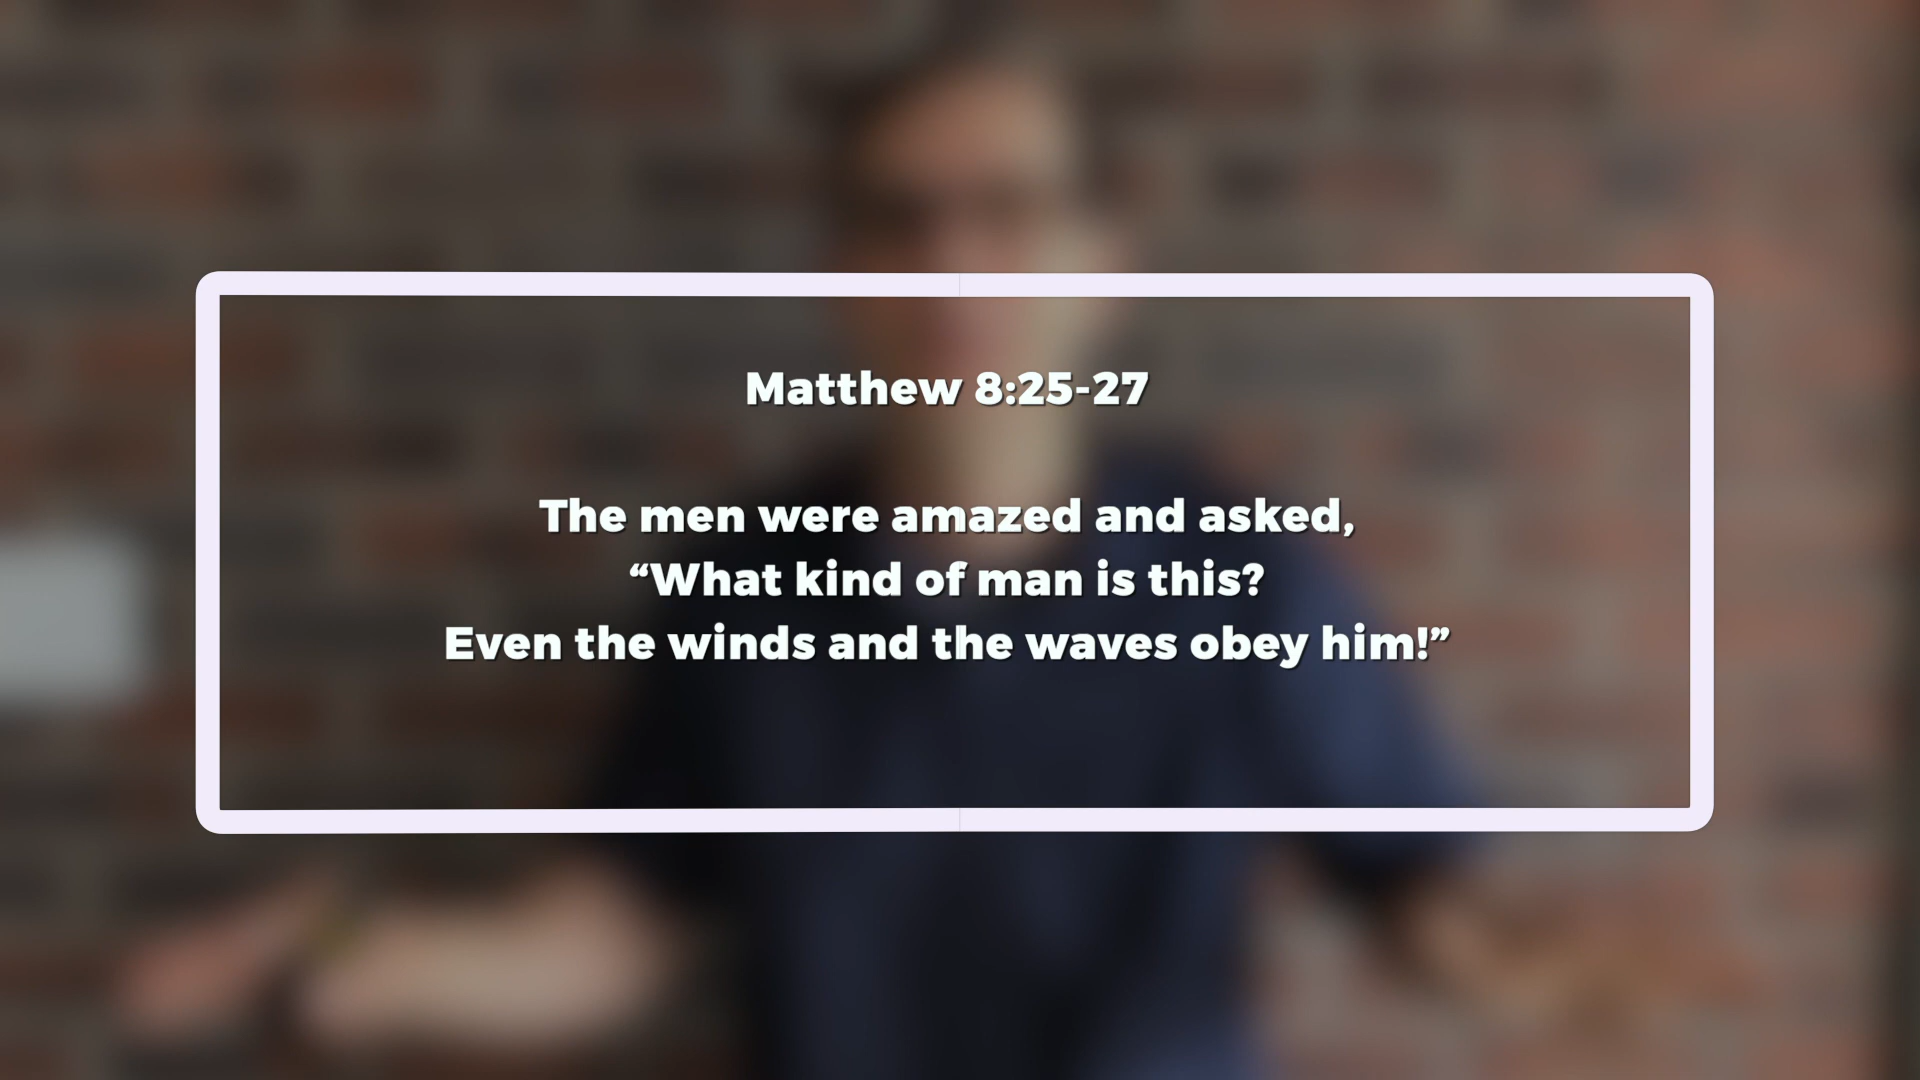 Matthew 8:25-27
The men were amazed and asked,
“What kind of man is this?
Even the winds and the waves obey him!”